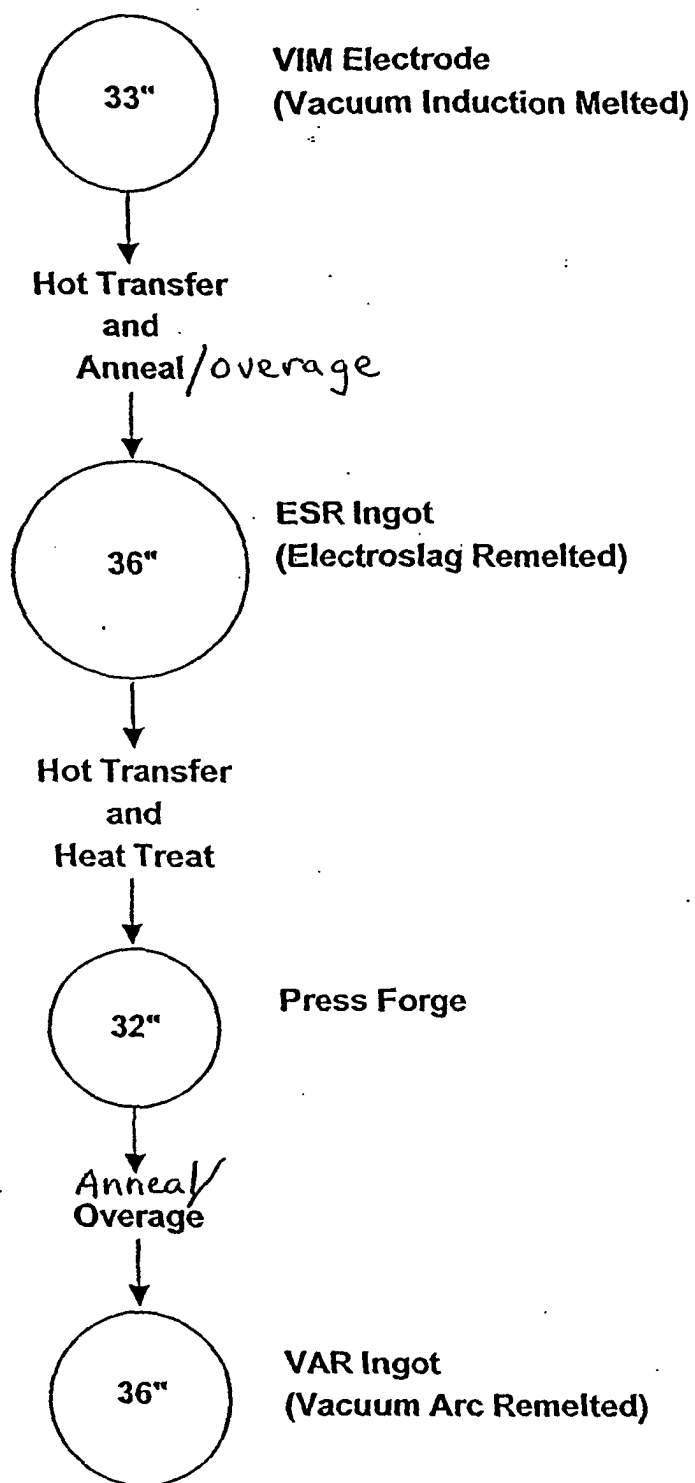 33"
VIM Electrode
(Vacuum Induction Melted)
Hot Transfer
and
Anneal/overage
36"
ESR Ingot
(Electroslag Remelted)
Hot Transfer
and
Heat Treat
32"
Press Forge
Anneal/
Overage
36"
VAR Ingot
(Vacuum Arc Remelted)